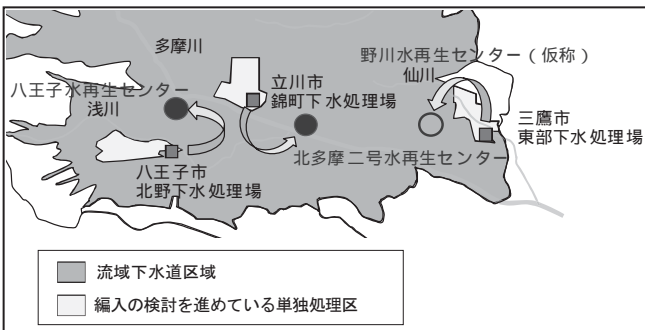 多摩川
野川水再生センター(仮称)
仙川
八王子水再生センター
浅川
立川市
錦町下水処理場
三鷹市
東部下水処理場
北多摩二号水再生センター
八王子市
北野下水処理場
流域下水道区域
編入の検討を進めている単独処理区